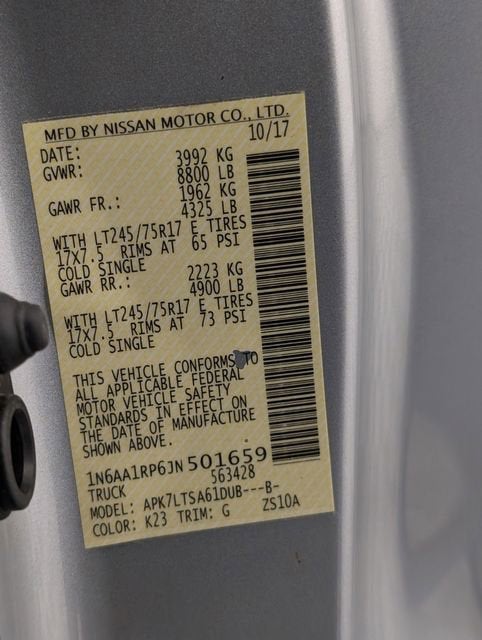 MFD BY NISSAN MOTOR CO., LTD.
DATE: 10/17
GVWR: 3992 KG
8800 LB
GAWR FR.: 1962 KG
4325 LB
WITH LT245/75R17 E TIRES
17X7.5 RIMS AT 65 PSI
COLD SINGLE
GAWR RR.: 2223 KG
4900 LB
WITH LT245/75R17 E TIRES
17X7.5 RIMS AT 73 PSI
COLD SINGLE
THIS VEHICLE CONFORMS TO
ALL APPLICABLE FEDERAL
MOTOR VEHICLE SAFETY
STANDARDS IN EFFECT ON
THE DATE OF MANUFACTURE
SHOWN ABOVE.
1N6AA1RP6JN501659
TRUCK 563428
MODEL: APK7LTSA61DUB---B-
COLOR: K23 TRIM: G ZS10A